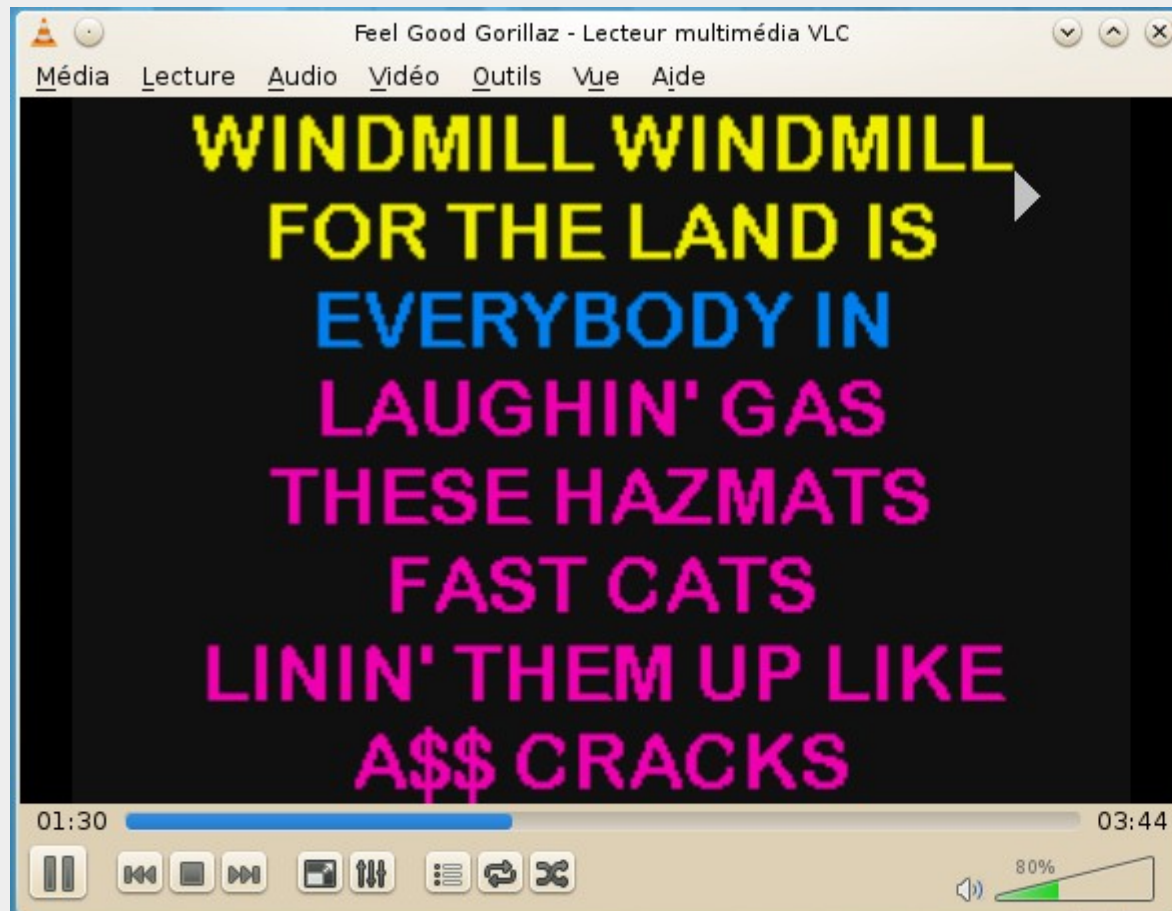 Feel Good Gorillaz - Lecteur multimédia VLC
Média Lecture Audio Vidéo Outils Vue Aide
WINDMILL WINDMILL
FOR THE LAND IS
EVERYBODY IN
LAUGHIN' GAS
THESE HAZMATS
FAST CATS
LININ' THEM UP LIKE
A$$ CRACKS
01:30 03:44
80%